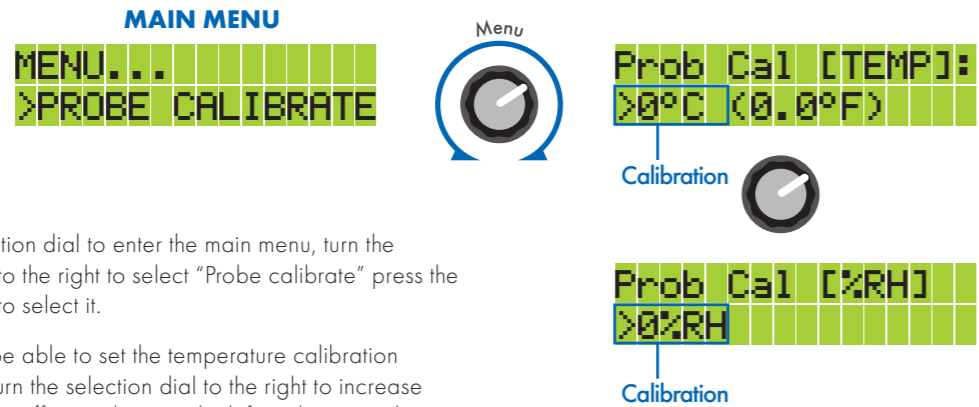 MAIN MENU
MENU...
>PROBE CALIBRATE
Menu
Prob Cal [TEMP]:
>0°C (0.0°F)
Calibration
tion dial to enter the main menu, turn the
to the right to select “Probe calibrate” press the
to select it.
be able to set the temperature calibration
urn the selection dial to the right to increase
Prob Cal [%RH]
>0%RH
Calibration